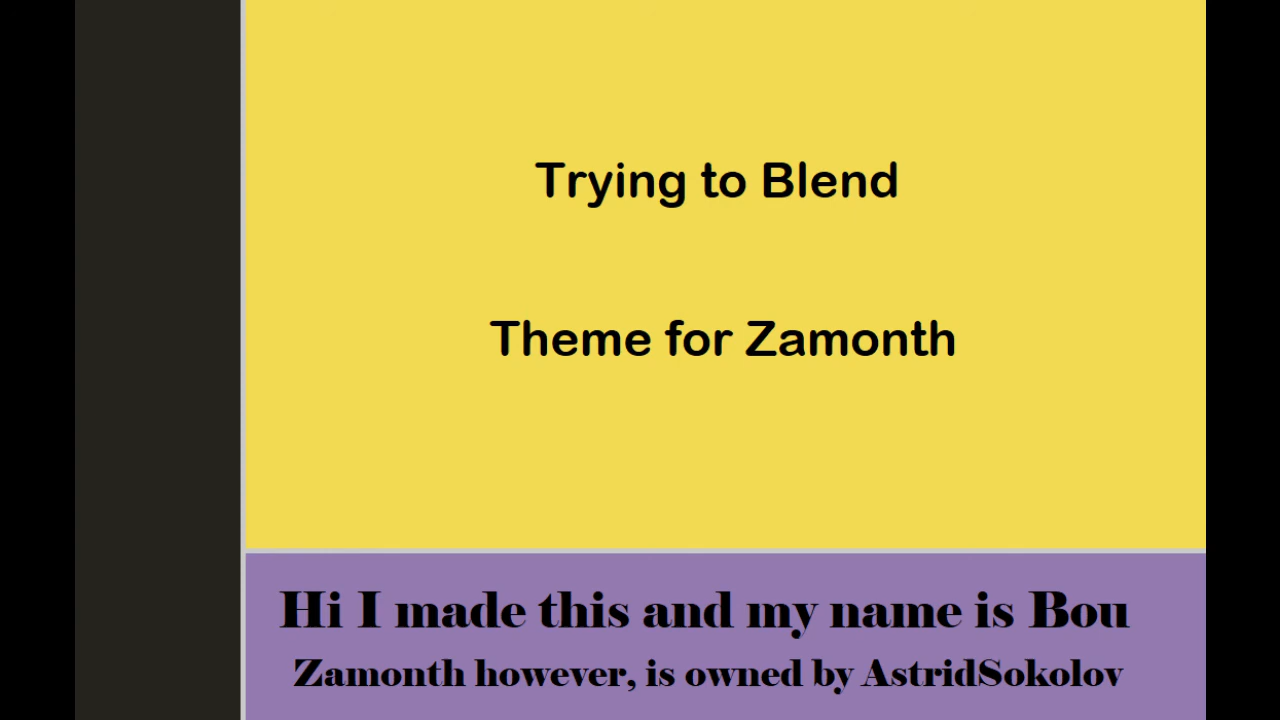 Trying to Blend
Theme for Zamonth
Hi I made this and my name is Bou
Zamonth however, is owned by AstridSokolov